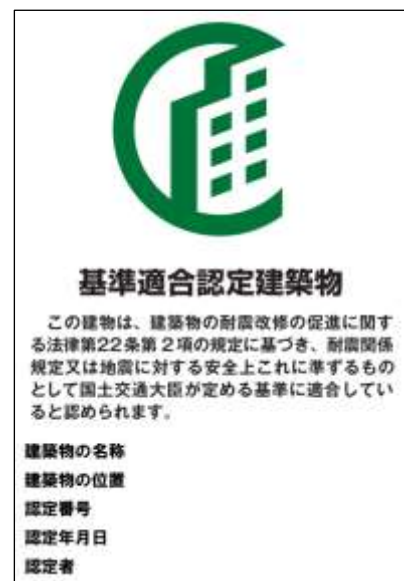 基準適合認定建築物
この建物は、建築物の耐震改修の促進に関す
る法律第22条第２項の規定に基づき、耐震関係
規定又は地震に対する安全上これに準ずるもの
として国土交通大臣が定める基準に適合してい
ると認められます。
建築物の名称
建築物の位置
認定番号
認定年月日
認定者